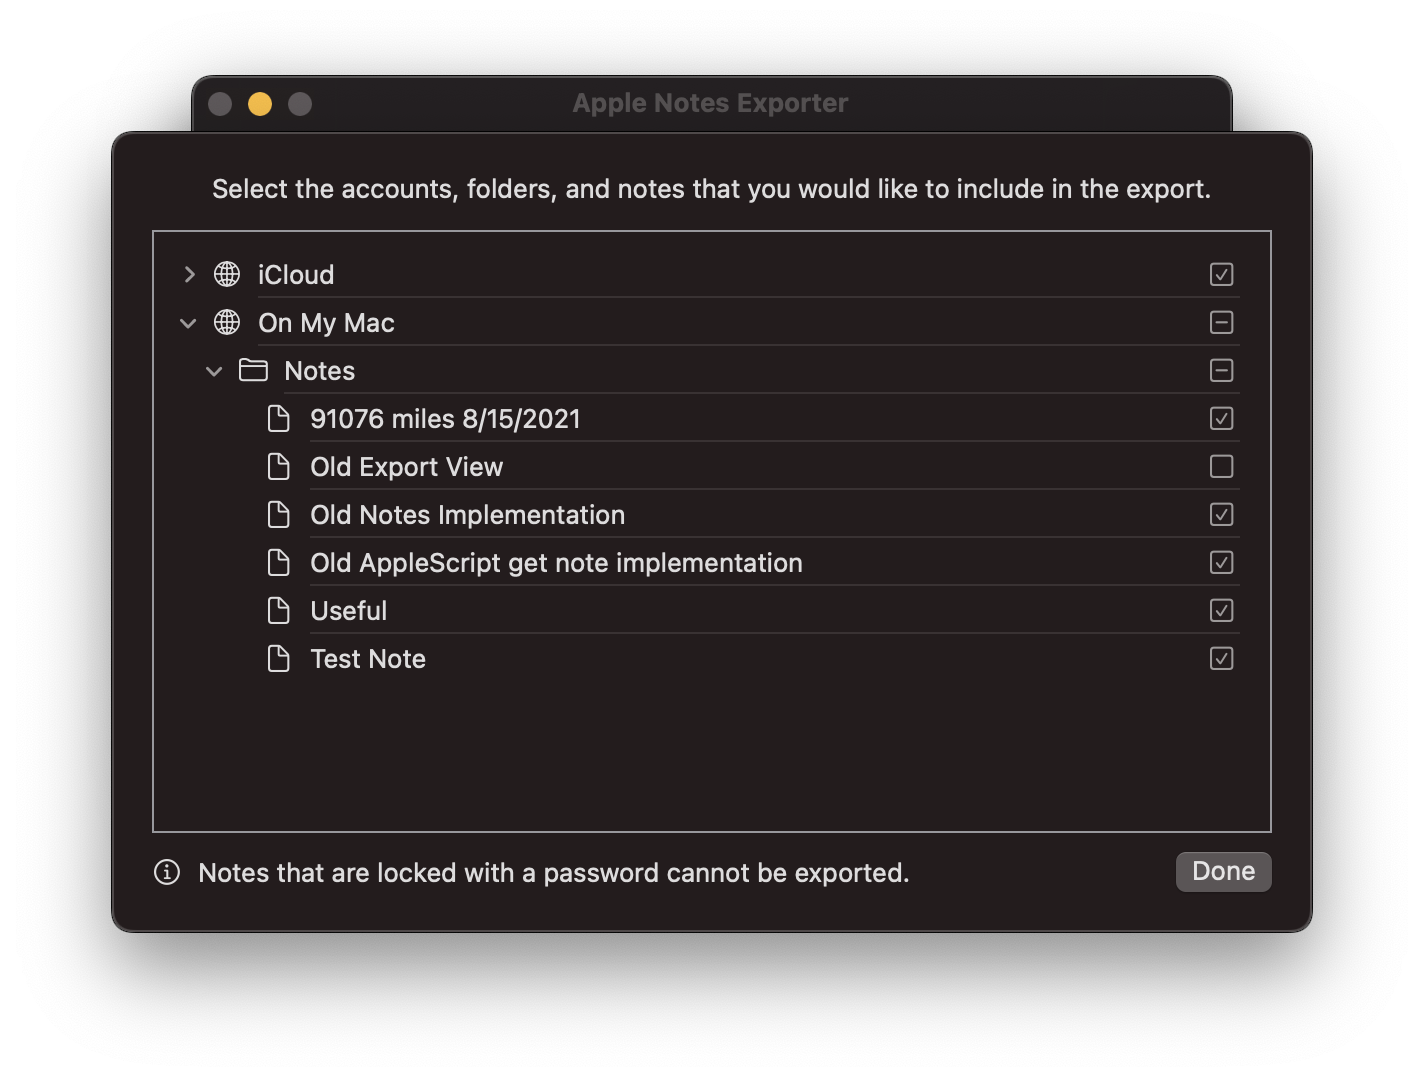 Apple Notes Exporter
Select the accounts, folders, and notes that you would like to include in the export.
iCloud
On My Mac
Notes
91076 miles 8/15/2021
Old Export View
Old Notes Implementation
Old AppleScript get note implementation
Useful
Test Note
Notes that are locked with a password cannot be exported.
Done